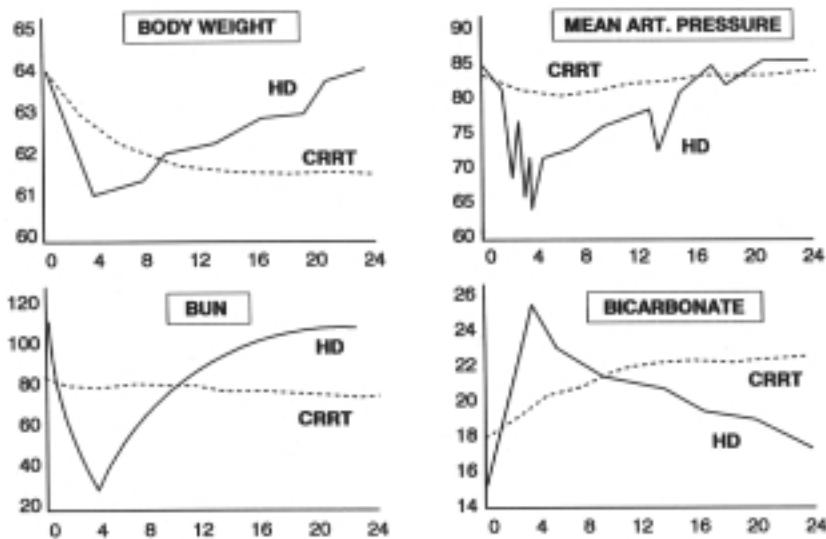 BODY WEIGHT
65
64
63
62
61
60
HD
CRRT
0 4 8 12 16 20 24
MEAN ART. PRESSURE
90
85
80
75
70
65
60
CRRT
HD
0 4 8 12 16 20 24
BUN
120
100
80
60
40
20
HD
CRRT
0 4 8 12 16 20 24
BICARBONATE
26
24
22
20
18
16
14
CRRT
HD
0 4 8 12 16 20 24